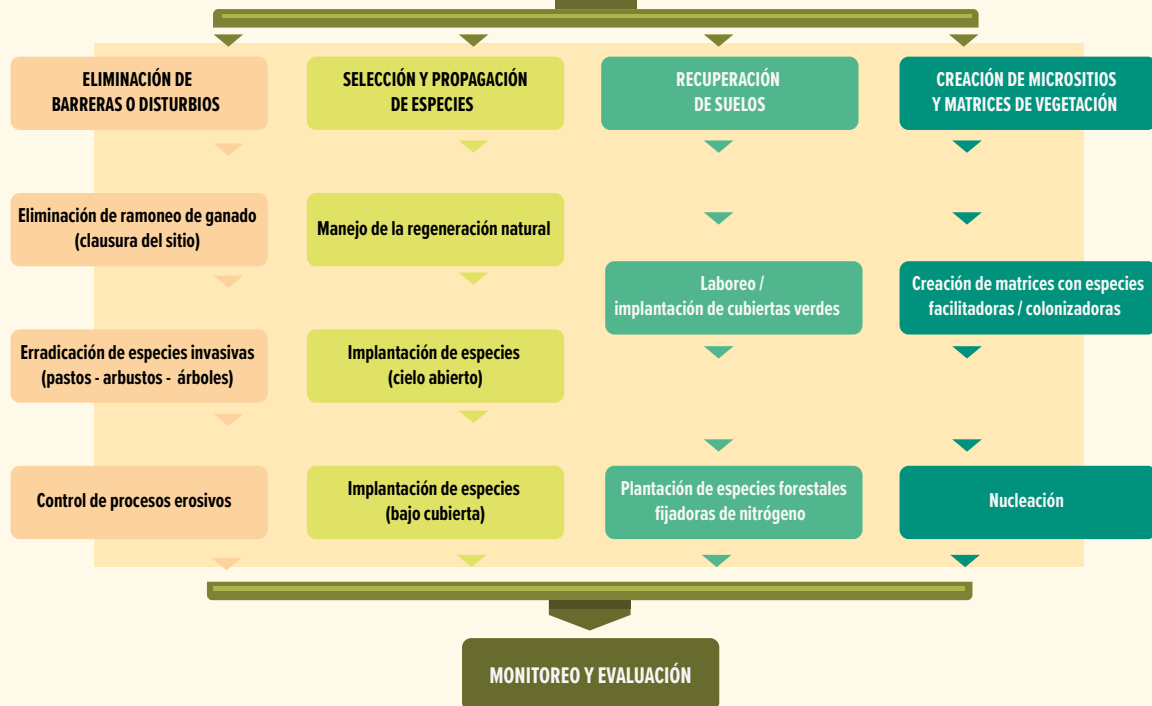 ELIMINACIÓN DE
BARRERAS O DISTURBIOS
SELECCIÓN Y PROPAGACIÓN
DE ESPECIES
RECUPERACIÓN
DE SUELOS
CREACIÓN DE MICROSITIOS
Y MATRICES DE VEGETACIÓN
Eliminación de ramoneo de ganado
(clausura del sitio)
Manejo de la regeneración natural
Laboreo /
implantación de cubiertas verdes
Creación de matrices con especies
facilitadoras / colonizadoras
Erradicación de especies invasivas
(pastos - arbustos - árboles)
Implantación de especies
(cielo abierto)
Control de procesos erosivos
Implantación de especies
(bajo cubierta)
Plantación de especies forestales
fijadoras de nitrógeno
Nucleación
MONITOREO Y EVALUACIÓN